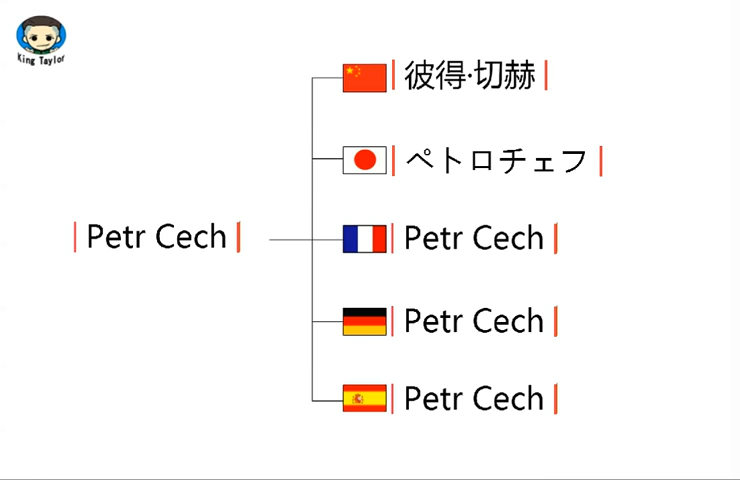 King Taylor
彼得·切赫
ペトロチェフ
Petr Cech
Petr Cech
Petr Cech
Petr Cech